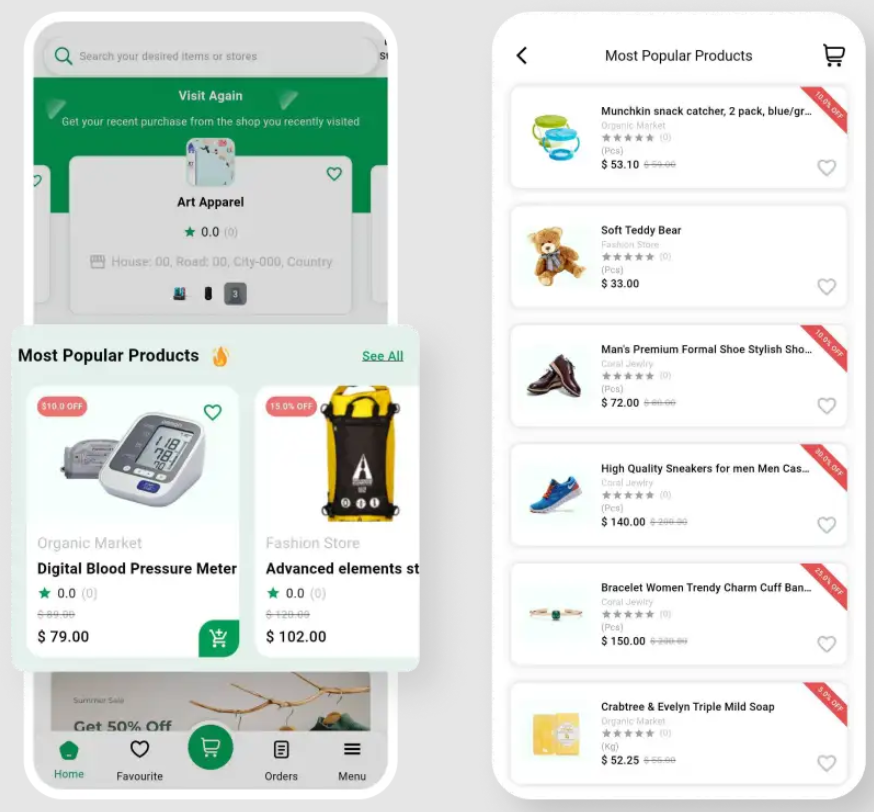 Search your desired items or stores
Visit Again
Get your recent purchase from the shop you recently visited
Art Apparel
0.0 (0)
House: 00, Road: 00, City-000, Country
3
Most Popular Products
See All
$10.0 OFF
Organic Market
Digital Blood Pressure Meter
0.0 (0)
$ 89.00
$ 79.00
15.0% OFF
Fashion Store
Advanced elements st
0.0 (0)
$ 120.00
$ 102.00
Summer Sale
Get 50% Off
Home
Favourite
Orders
Menu
Most Popular Products
10.0% OFF
Munchkin snack catcher, 2 pack, blue/gr...
Organic Market
(0)
(Pcs)
$ 53.10 $ 59.00
Soft Teddy Bear
Fashion Store
(0)
(Pcs)
$ 33.00
10.0% OFF
Man's Premium Formal Shoe Stylish Sho...
Coral Jewlry
(0)
(Pcs)
$ 72.00 $ 80.00
30.0% OFF
High Quality Sneakers for men Men Cas...
Coral Jewlry
(0)
(Pcs)
$ 140.00 $ 200.00
25.0% OFF
Bracelet Women Trendy Charm Cuff Ban...
Coral Jewlry
(0)
(Pcs)
$ 150.00 $ 200.00
5.0% OFF
Crabtree & Evelyn Triple Mild Soap
Organic Market
(0)
(Kg)
$ 52.25 $ 55.00